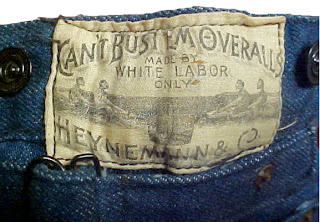 CAN'T BUST 'EM OVERALLS
MADE BY
WHITE LABOR
ONLY
HEYNEMANN & Co.